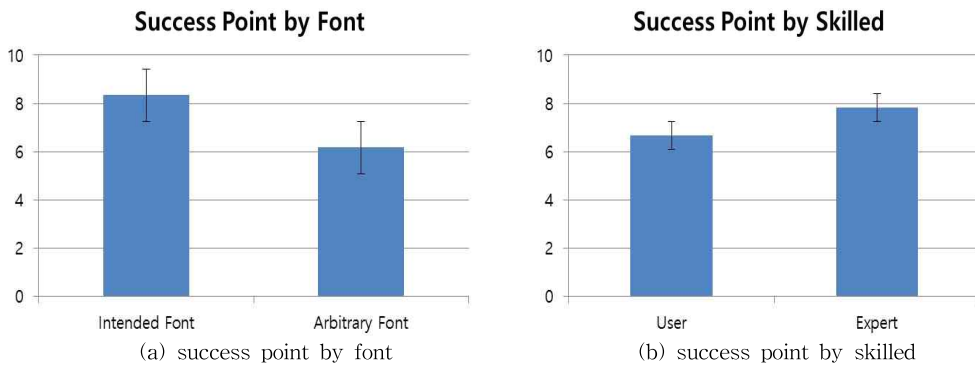 Success Point by Font
10
8
6
4
2
0
Intended Font
Arbitrary Font
(a) success point by font
Success Point by Skilled
10
8
6
4
2
0
User
Expert
(b) success point by skilled